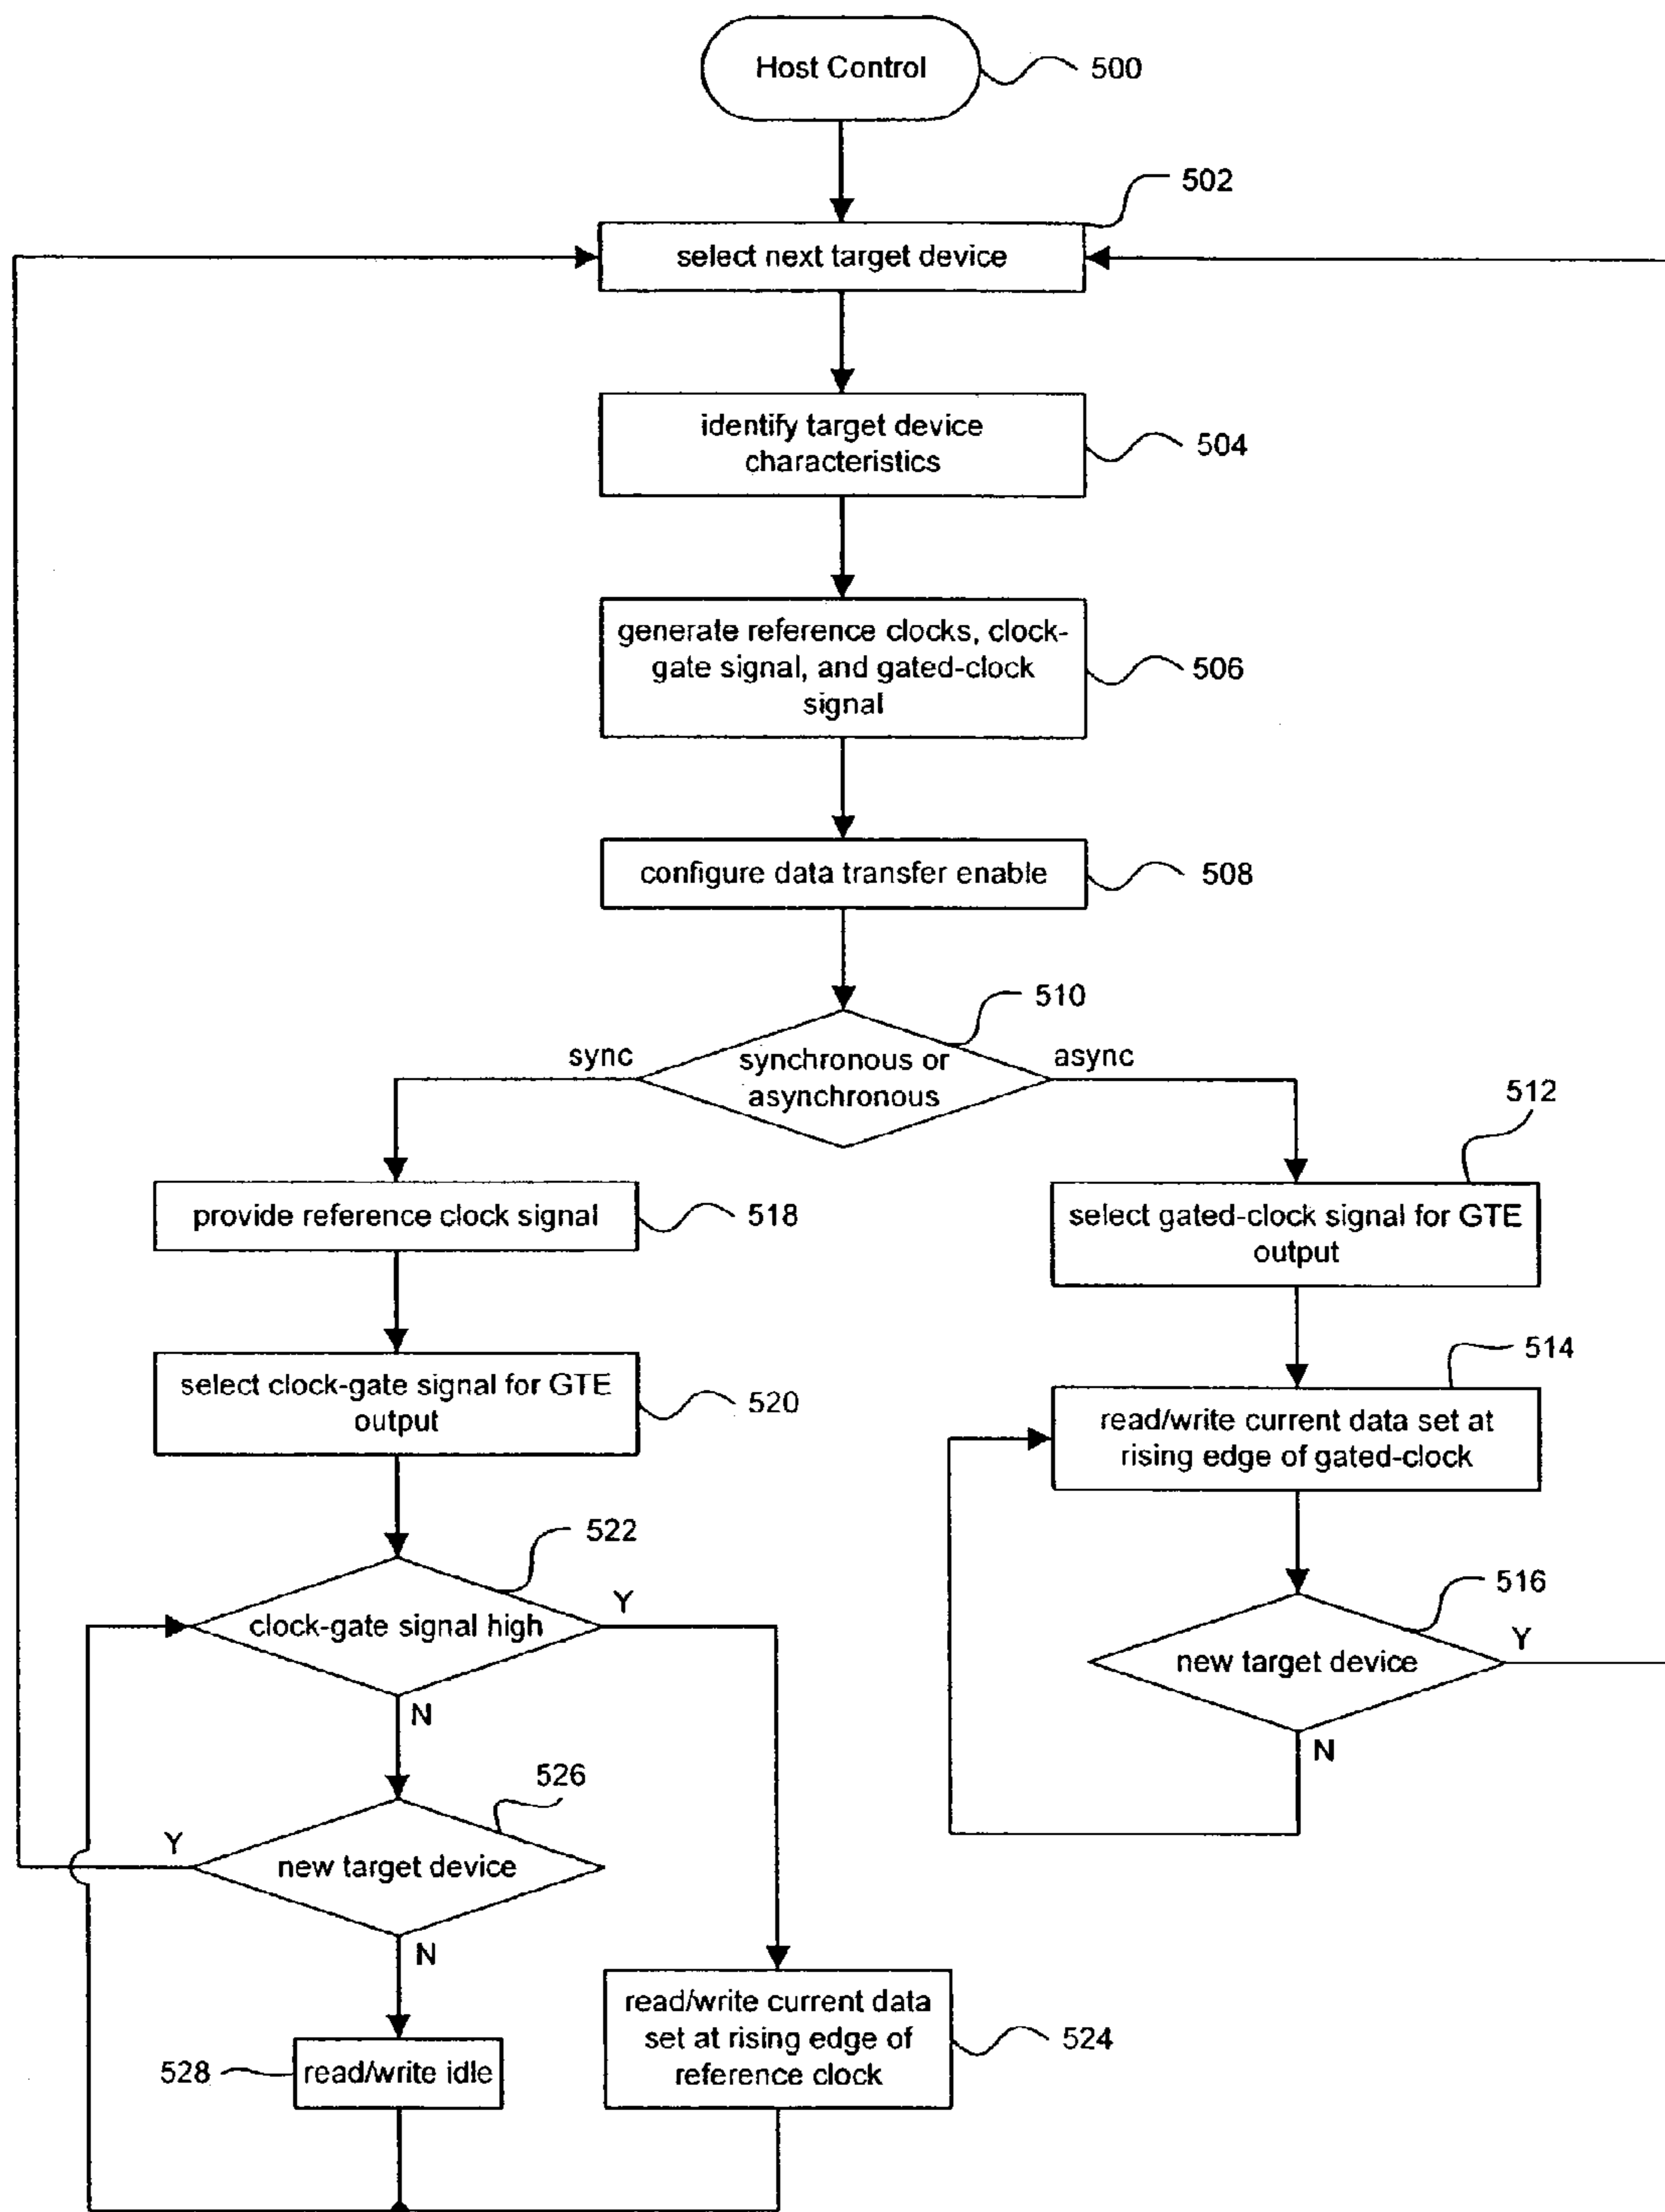 Host Control
500
502
select next target device
identify target device
characteristics
504
generate reference clocks, clock-
gate signal, and gated-clock
signal
506
configure data transfer enable
508
510
sync
synchronous or
asynchronous
async
512
provide reference clock signal
518
select gated-clock signal for GTE
output
514
select clock-gate signal for GTE
output
520
read/write current data set at
rising edge of gated-clock
522
clock-gate signal high
Y
N
516
new target device
Y
N
526
Y
new target device
N
528
read/write idle
read/write current data
set at rising edge of
reference clock
524